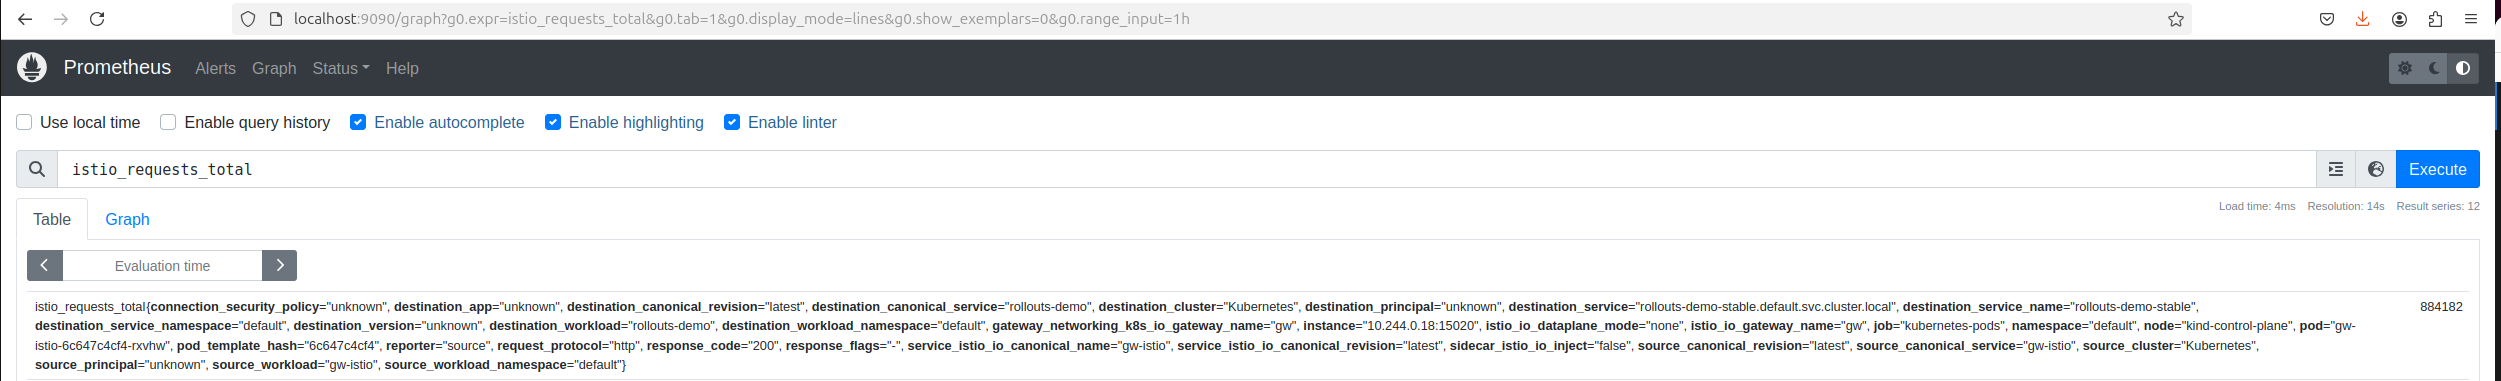 localhost:9090/graph?g0.expr=istio_requests_total&g0.tab=1&g0.display_mode=lines&g0.show_exemplars=0&g0.range_input=1h
Prometheus Alerts Graph Status Help
Use local time Enable query history Enable autocomplete Enable highlighting Enable linter
istio_requests_total Execute
Table Graph Load time: 4ms Resolution: 14s Result series: 12
Evaluation time
istio_requests_total{connection_security_policy="unknown", destination_app="unknown", destination_canonical_revision="latest", destination_canonical_service="rollouts-demo", destination_cluster="Kubernetes", destination_principal="unknown", destination_service="rollouts-demo-stable.default.svc.cluster.local", destination_service_name="rollouts-demo-stable", 884182
destination_service_namespace="default", destination_version="unknown", destination_workload="rollouts-demo", destination_workload_namespace="default", gateway_networking_k8s_io_gateway_name="gw", instance="10.244.0.18:15020", istio_io_dataplane_mode="none", istio_io_gateway_name="gw", job="kubernetes-pods", namespace="default", node="kind-control-plane", pod="gw-
istio-6c647c4cf4-rxvhw", pod_template_hash="6c647c4cf4", reporter="source", request_protocol="http", response_code="200", response_flags="-", service_istio_io_canonical_name="gw-istio", service_istio_io_canonical_revision="latest", sidecar_istio_io_inject="false", source_canonical_revision="latest", source_canonical_service="gw-istio", source_cluster="Kubernetes",
source_principal="unknown", source_workload="gw-istio", source_workload_namespace="default"}